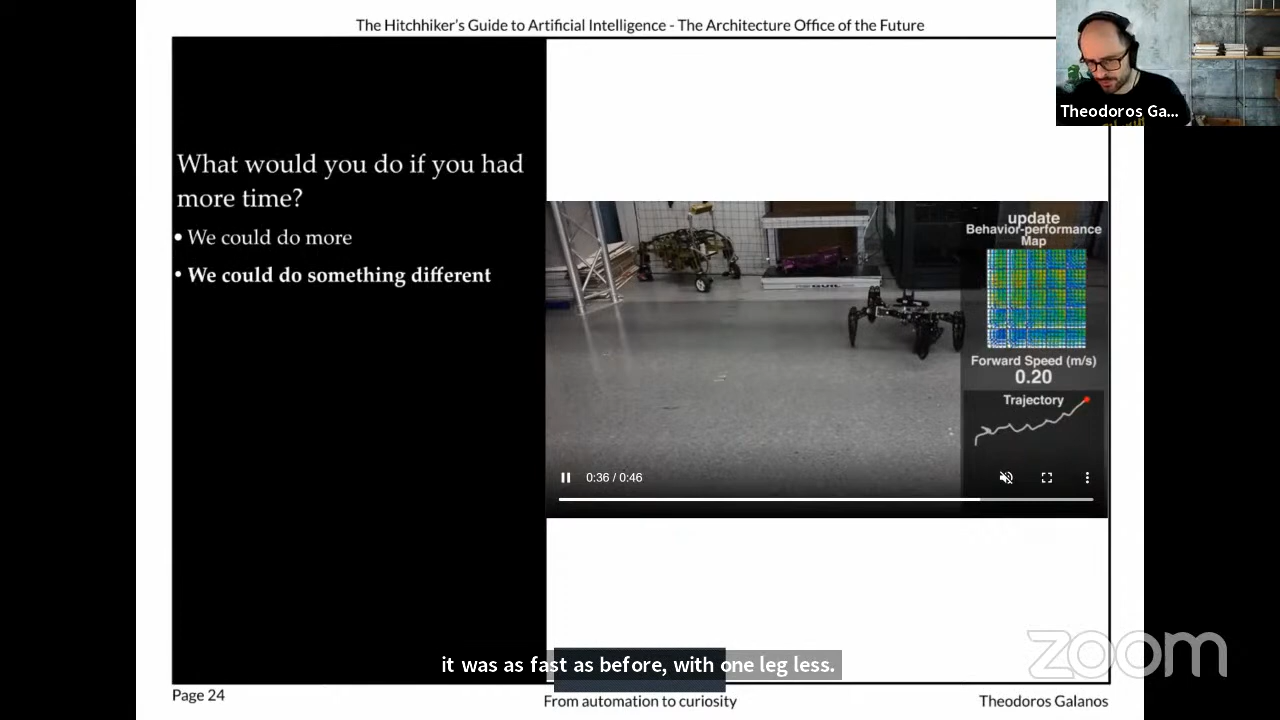 The Hitchhiker's Guide to Artificial Intelligence - The Architecture Office of the Future
Theodoros Ga...
What would you do if you had
more time?
• We could do more
• We could do something different
update
Behavior-performance
Map
Forward Speed (m/s)
0.20
Trajectory
0:36 / 0:46
zoom
it was as fast as before, with one leg less.
Page 24
From automation to curiosity
Theodoros Galanos